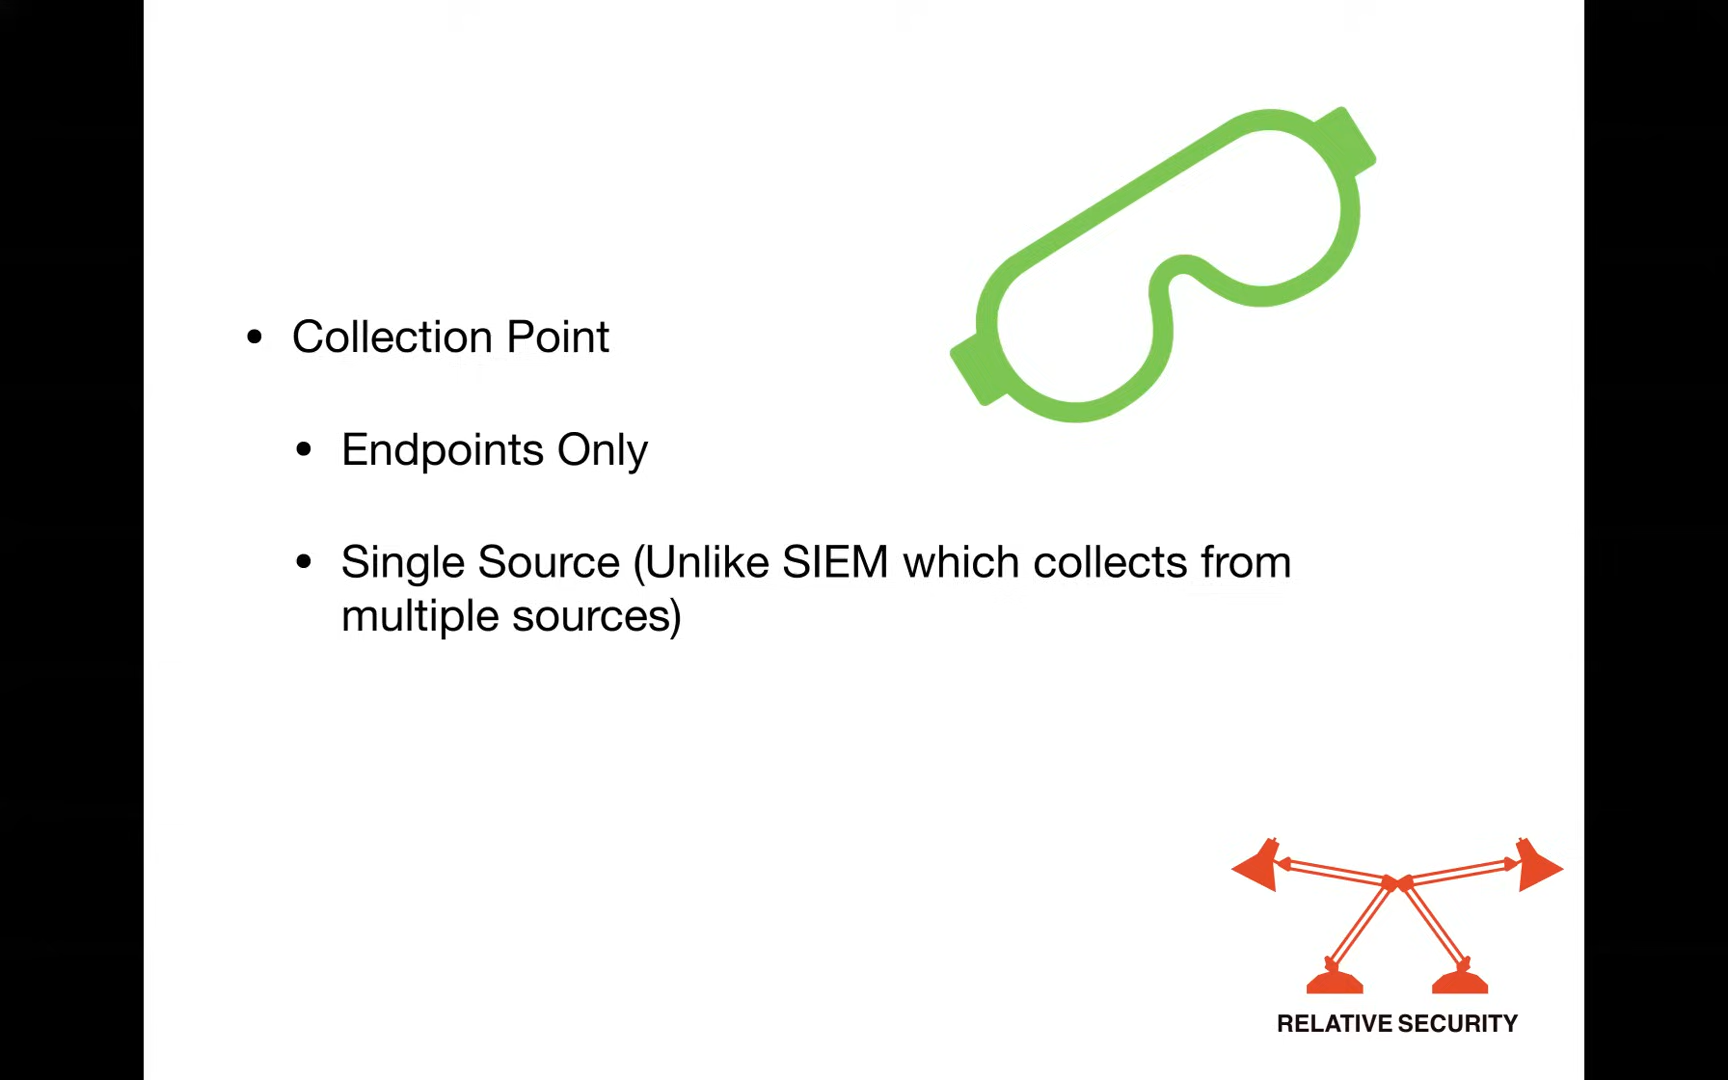 • Collection Point
• Endpoints Only
• Single Source (Unlike SIEM which collects from
multiple sources)
RELATIVE SECURITY